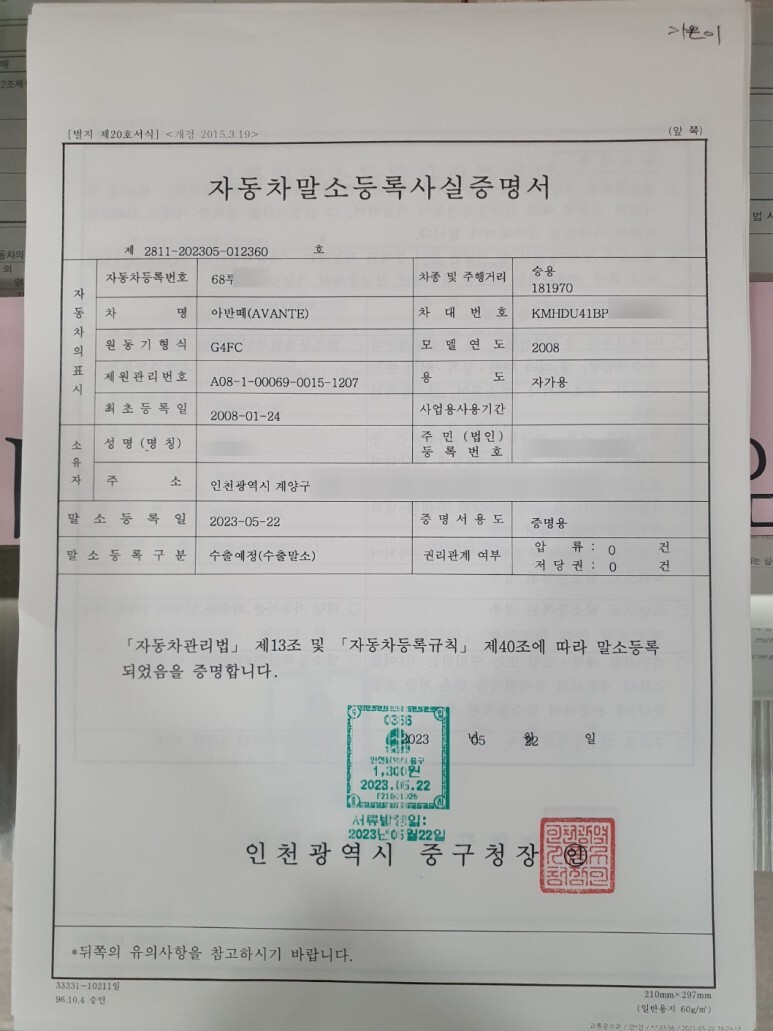 [별지 제20호서식] <개정 2015.3.19>
(앞 쪽)
자동차말소등록사실증명서
제 2811-202305-012360 호
자동차의 표시
자동차등록번호 68두
차종 및 주행거리 승용
181970
차 명 아반떼(AVANTE)
차 대 번 호 KMHDU41BP
원 동 기 형 식 G4FC
모 델 연 도 2008
제 원 관 리 번 호 A08-1-00069-0015-1207
용 도 자가용
최 초 등 록 일 2008-01-24
사업용사용기간
소유자
성 명 (명 칭)
주 민 (법 인)
등 록 번 호
주 소 인천광역시 계양구
말 소 등 록 일 2023-05-22
증 명 서 용 도 증명용
말 소 등 록 구 분 수출예정(수출말소)
권리관계 여부
압 류 : 0 건
저 당 권 : 0 건
「자동차관리법」 제13조 및 「자동차등록규칙」 제40조에 따라 말소등록
되었음을 증명합니다.
0356
2023 년 05 월 22 일
인천광역시 중구
1,300원
2023.05.22
서류발행일:
2023년05월22일
인천광역시 중구청장 인
*뒤쪽의 유의사항을 참고하시기 바랍니다.
33331-10211일
96.10.4 승인
210mm×297mm
(일반용지 60g/㎡)